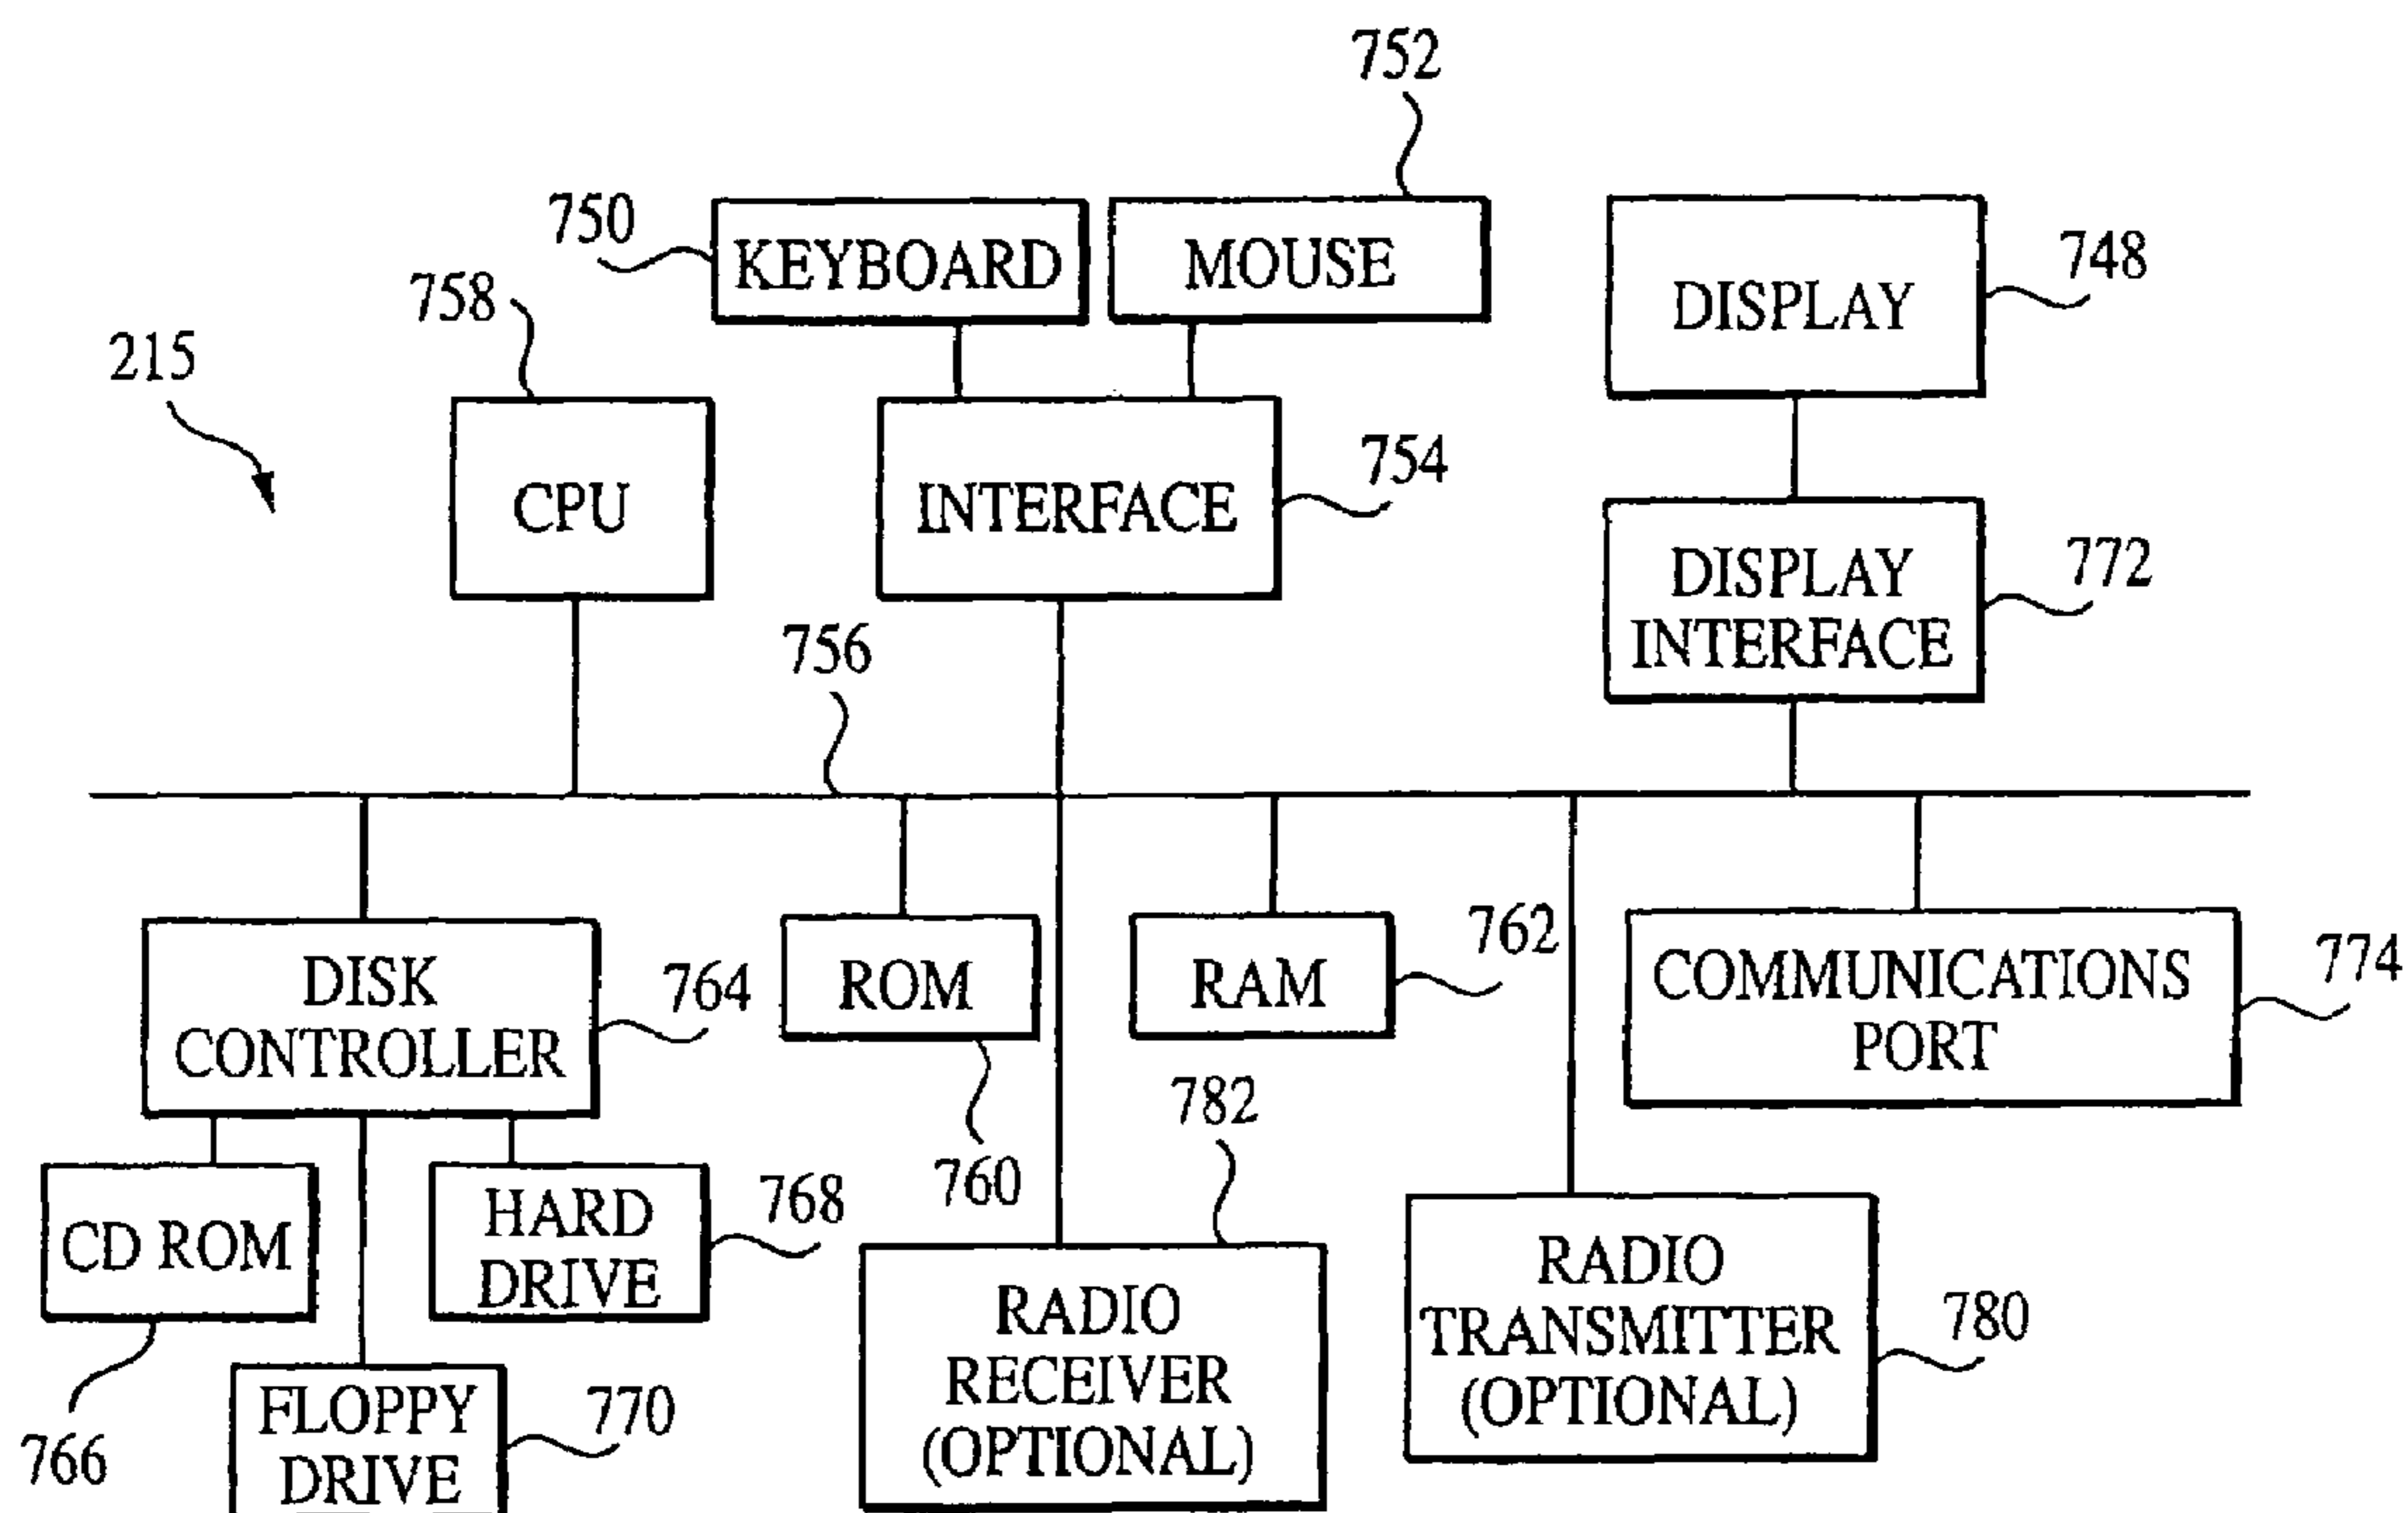 752
750
KEYBOARD
MOUSE
748
DISPLAY
758
215
CPU
INTERFACE
754
DISPLAY
INTERFACE
772
756
DISK
CONTROLLER
764
ROM
RAM
762
COMMUNICATIONS
PORT
774
782
760
CD ROM
HARD
DRIVE
768
RADIO
RECEIVER
(OPTIONAL)
RADIO
TRANSMITTER
(OPTIONAL)
780
766
FLOPPY
DRIVE
770